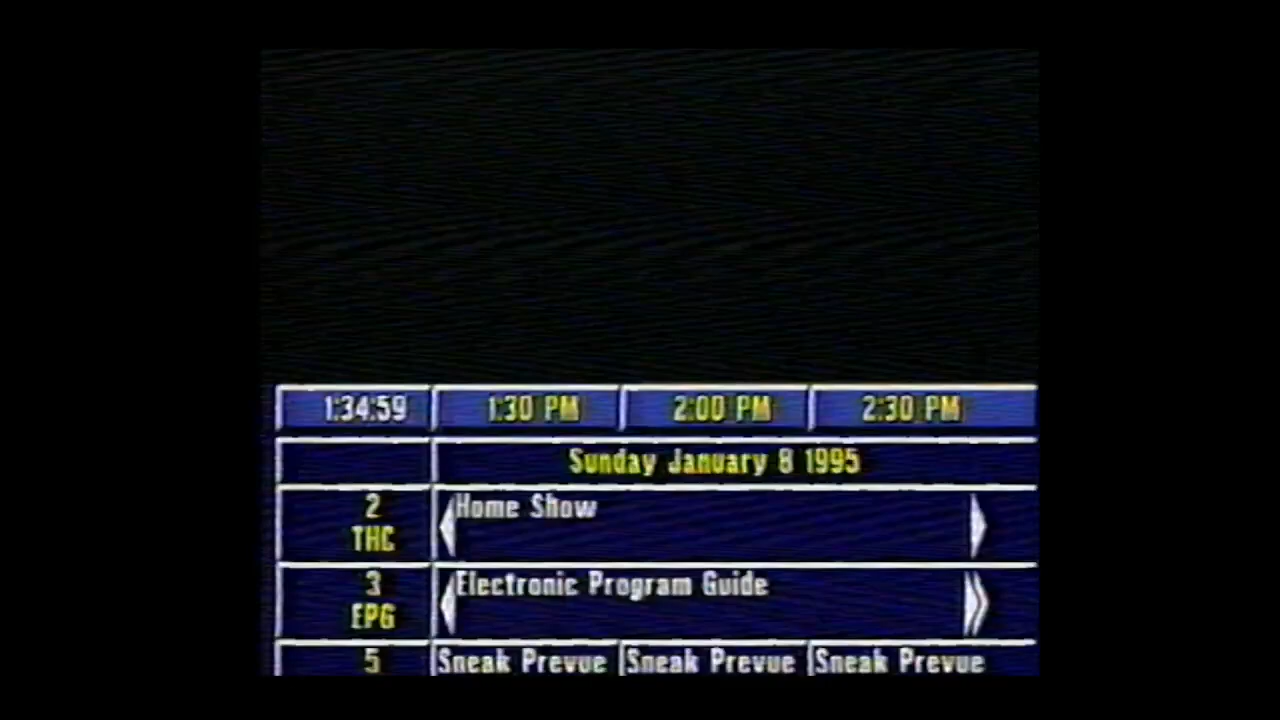 1:34:59 1:30 PM 2:00 PM 2:30 PM
Sunday January 8 1995
2 Home Show
THC
3 Electronic Program Guide
EPG
5 Sneak Prevue Sneak Prevue Sneak Prevue